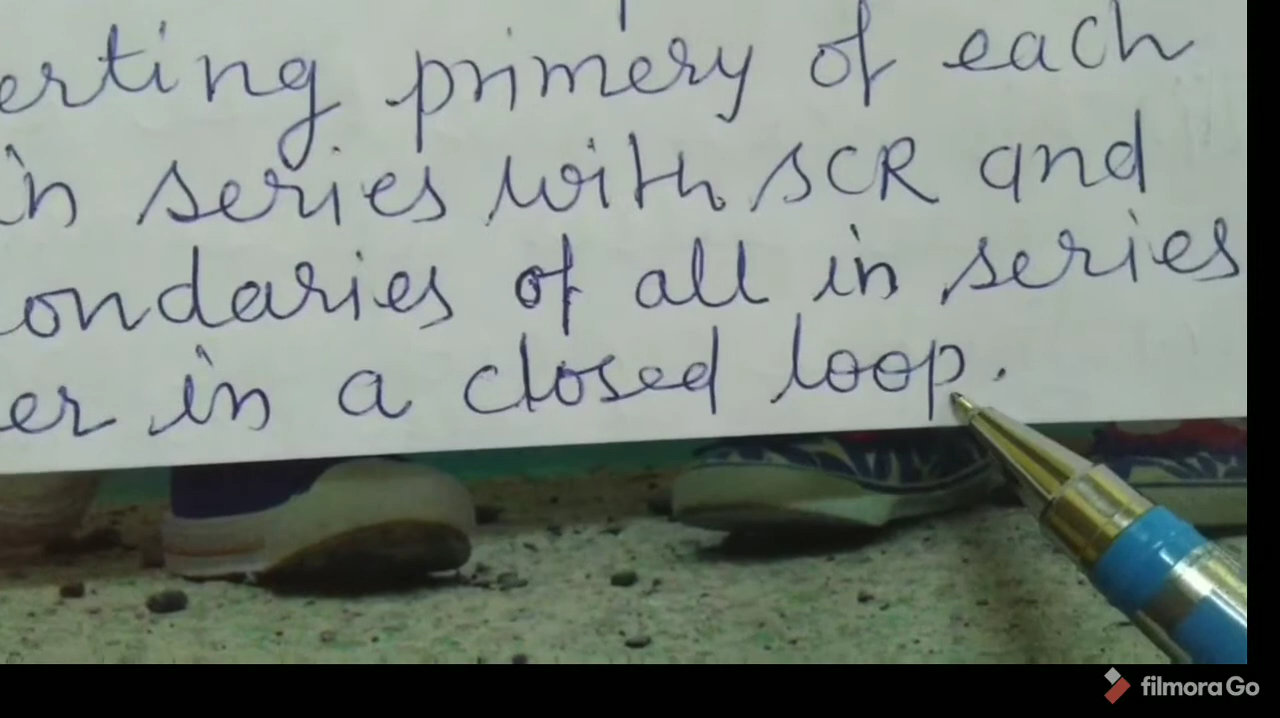 erting primery of each
in series with SCR and
ondaries of all in series
er in a closed loop.
filmoraGo